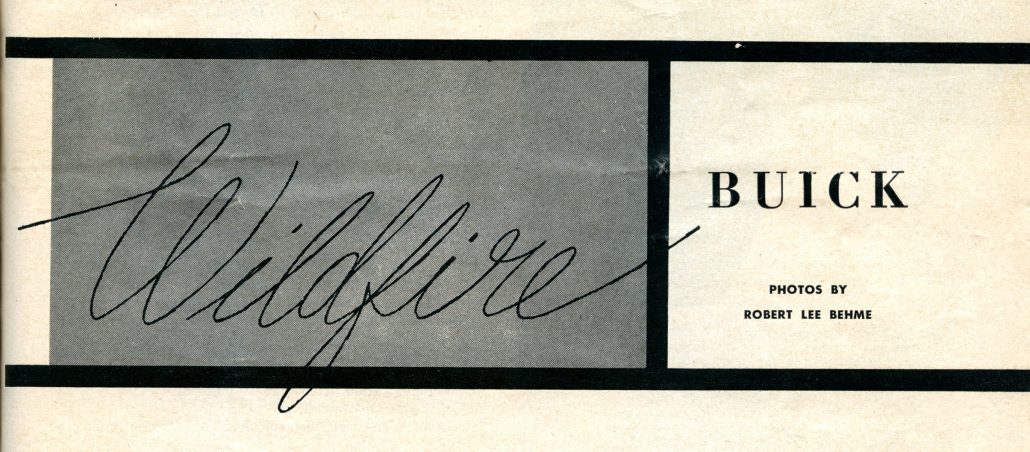 Wildfire
BUICK
PHOTOS BY
ROBERT LEE BEHME